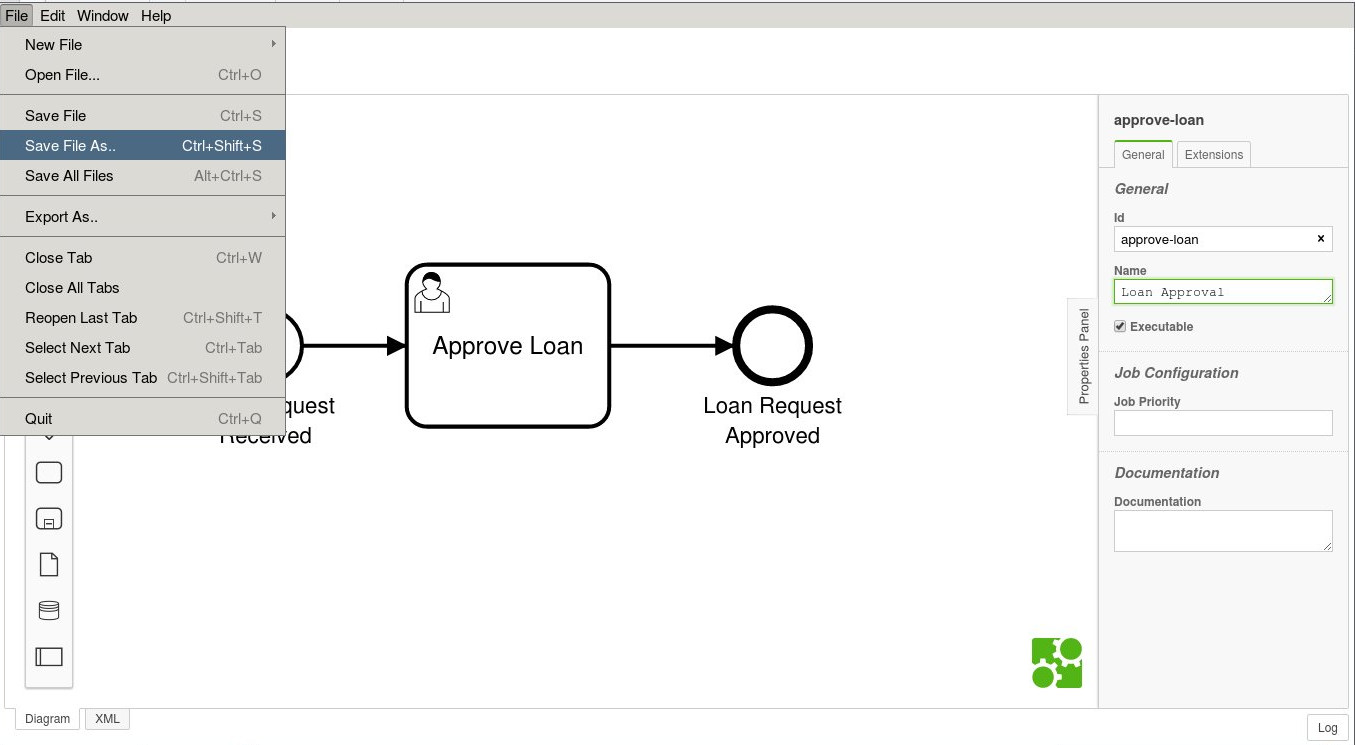 File Edit Window Help
New File
Open File... Ctrl+O
Save File Ctrl+S
Save File As.. Ctrl+Shift+S
Save All Files Alt+Ctrl+S
Export As..
Close Tab Ctrl+W
Close All Tabs
Reopen Last Tab Ctrl+Shift+T
Select Next Tab Ctrl+Tab
Select Previous Tab Ctrl+Shift+Tab
Quit Ctrl+Q
quest
Received
Approve Loan
Loan Request
Approved
Properties Panel
approve-loan
General Extensions
General
Id
approve-loan
Name
Loan Approval
Executable
Job Configuration
Job Priority
Documentation
Documentation
Diagram XML
Log